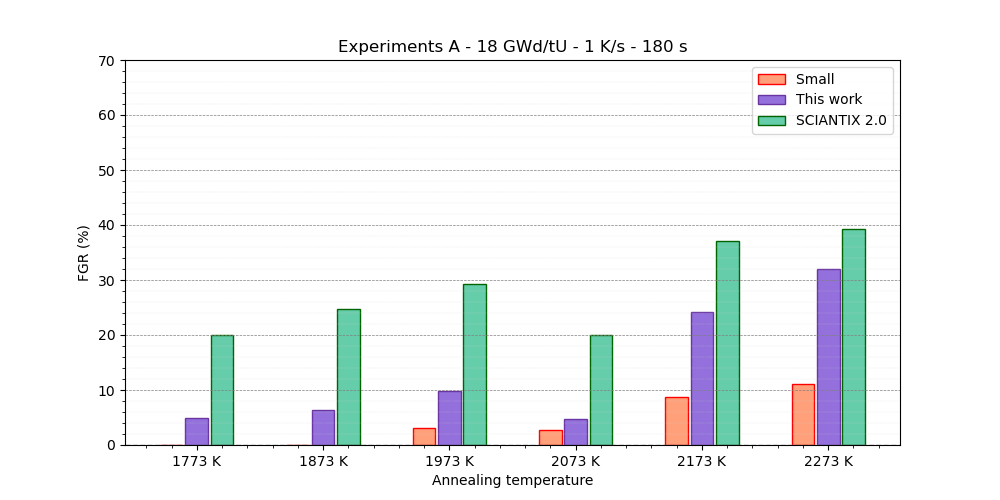 Experiments A - 18 GWd/tU - 1 K/s - 180 s
Small
This work
SCIANTIX 2.0
FGR (%)
70
60
50
40
30
20
10
0
1773 K
1873 K
1973 K
2073 K
2173 K
2273 K
Annealing temperature